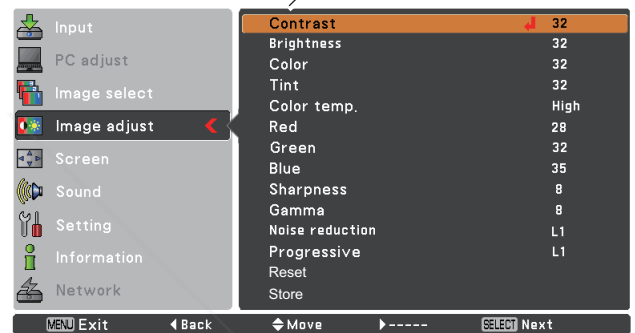 Input
PC adjust
Image select
Image adjust
Screen
Sound
Setting
Information
Network
Contrast 32
Brightness 32
Color 32
Tint 32
Color temp. High
Red 28
Green 32
Blue 35
Sharpness 8
Gamma 8
Noise reduction L1
Progressive L1
Reset
Store
MENU Exit ◀Back ◆Move ▶----- SELECT Next